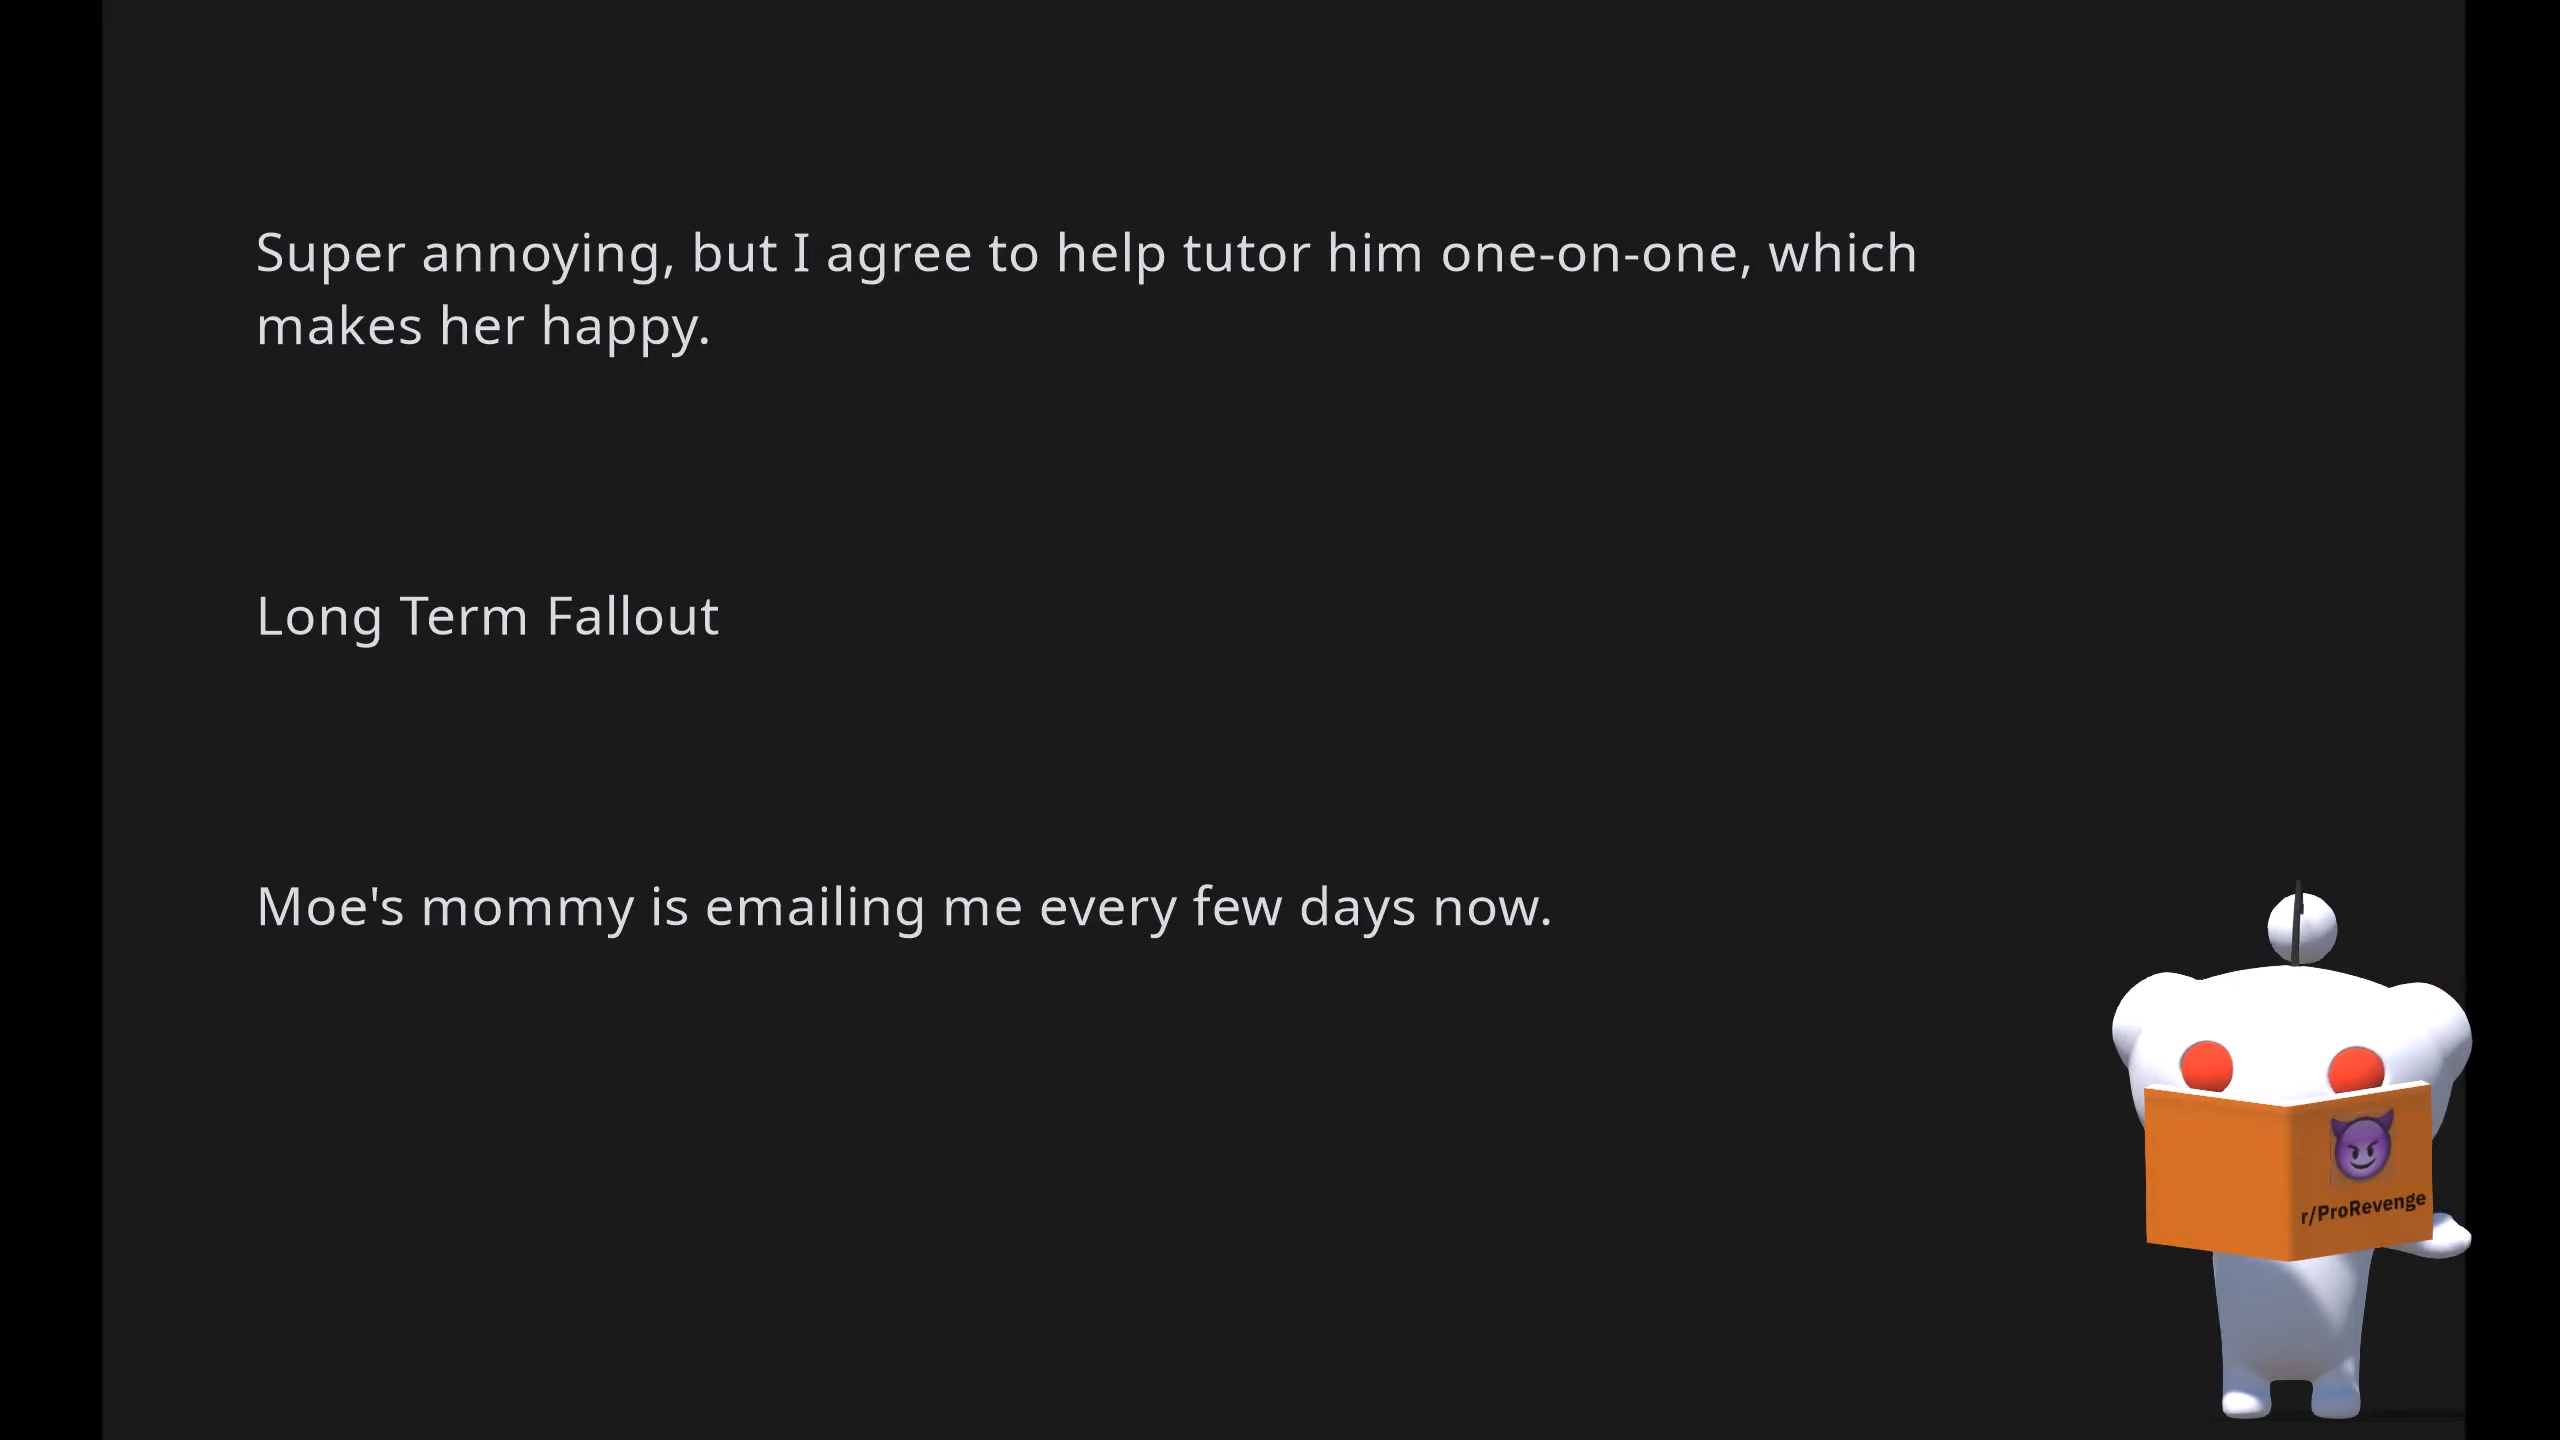 Super annoying, but I agree to help tutor him one-on-one, which
makes her happy.
Long Term Fallout
Moe's mommy is emailing me every few days now.
r/ProRevenge